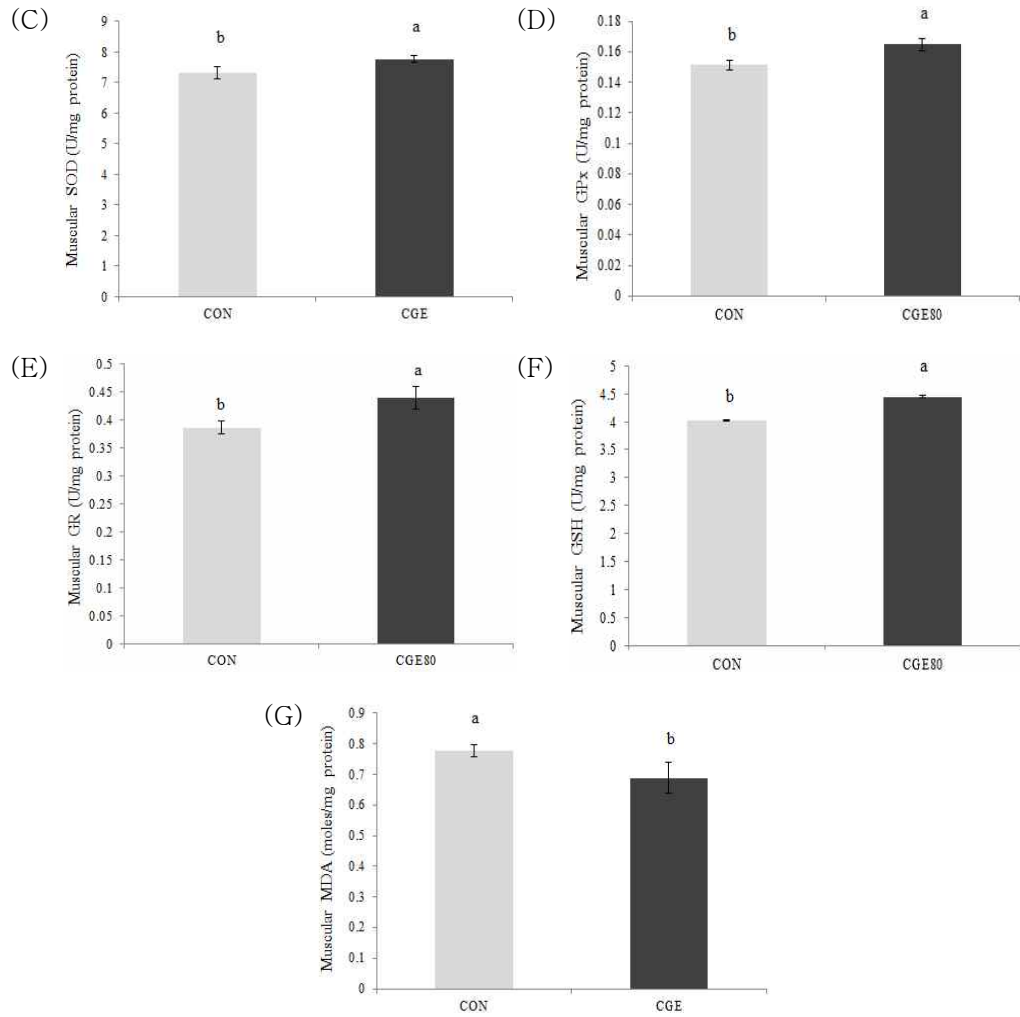 (C)
Muscular SOD (U/mg protein)
9
8
7
6
5
4
3
2
1
0
b
a
CON
CGE
(D)
Muscular GPx (U/mg protein)
0.18
0.16
0.14
0.12
0.1
0.08
0.06
0.04
0.02
0
b
a
CON
CGE80
(E)
Muscular GR (U/mg protein)
0.5
0.45
0.4
0.35
0.3
0.25
0.2
0.15
0.1
0.05
0
b
a
CON
CGE80
(F)
Muscular GSH (U/mg protein)
5
4.5
4
3.5
3
2.5
2
1.5
1
0.5
0
b
a
CON
CGE80
(G)
Muscular MDA (moles/mg protein)
0.9
0.8
0.7
0.6
0.5
0.4
0.3
0.2
0.1
0
a
b
CON
CGE